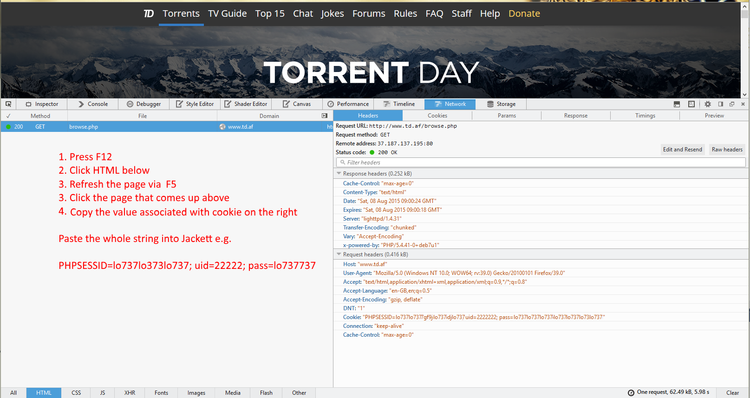 TD Torrents TV Guide Top 15 Chat Jokes Forums Rules FAQ Staff Help Donate
TORRENT DAY
Inspector Console Debugger Style Editor Shader Editor Canvas Performance Timeline Network Storage
✓ Method File Domain
Headers Cookies Params Response Timings Preview
200 GET browse.php www.td.af
Request URL: http://www.td.af/browse.php
Request method: GET
Remote address: 37.187.137.195:80
Status code: 200 OK
Edit and Resend Raw headers
Filter headers
1. Press F12
2. Click HTML below
3. Refresh the page via F5
3. Click the page that comes up above
4. Copy the value associated with cookie on the right
Paste the whole string into Jackett e.g.
PHPSESSID=lo737lo373lo737; uid=22222; pass=lo737737
Response headers (0.252 kB)
Cache-Control: "max-age=0"
Content-Type: "text/html"
Date: "Sat, 08 Aug 2015 09:00:24 GMT"
Expires: "Sat, 08 Aug 2015 09:00:18 GMT"
Server: "lighttpd/1.4.31"
Transfer-Encoding: "chunked"
Vary: "Accept-Encoding"
x-powered-by: "PHP/5.4.41-0+deb7u1"
Request headers (0.416 kB)
Host: "www.td.af"
User-Agent: "Mozilla/5.0 (Windows NT 10.0; WOW64; rv:39.0) Gecko/20100101 Firefox/39.0"
Accept: "text/html,application/xhtml+xml,application/xml;q=0.9,*/*;q=0.8"
Accept-Language: "en-GB,en;q=0.5"
Accept-Encoding: "gzip, deflate"
DNT: "1"
Cookie: pass=lo737lo737lo737lo737lo737lo737lo737"
Connection: "keep-alive"
Cache-Control: "max-age=0"
All HTML CSS JS XHR Fonts Images Media Flash Other
One request, 62.49 kB, 5.98 s
Clear